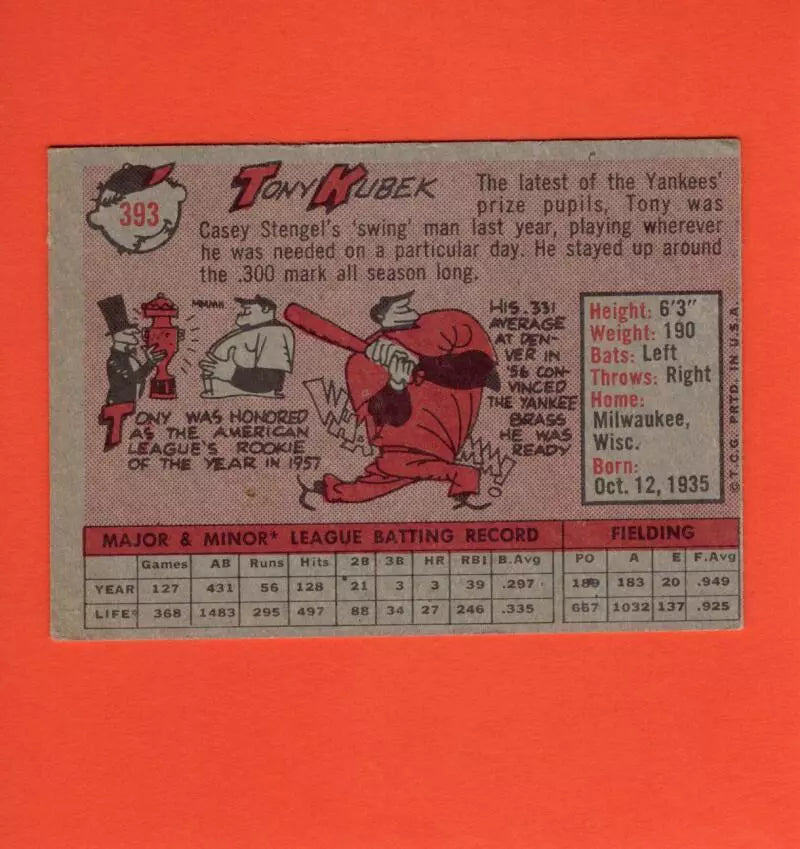 393
TONY KUBEK
The latest of the Yankees'
prize pupils, Tony was
Casey Stengel's 'swing' man last year, playing wherever
he was needed on a particular day. He stayed up around
the .300 mark all season long.
MMMM
TONY WAS HONORED
AS THE AMERICAN
LEAGUE'S ROOKIE
OF THE YEAR IN 1957
HIS .331
AVERAGE
AT DEN-
VER IN
'56 CON-
VINCED
THE YANKEE
BRASS
HE WAS
READY
Height: 6'3"
Weight: 190
Bats: Left
Throws: Right
Home:
Milwaukee,
Wisc.
Born:
Oct. 12, 1935
© T.C.G. PRTD. IN U.S.A.
MAJOR & MINOR* LEAGUE BATTING RECORD FIELDING
Games AB Runs Hits 2B 3B HR RBI B.Avg PO A E F.Avg
YEAR 127 431 56 128 21 3 3 39 .297 189 183 20 .949
LIFE* 368 1483 295 497 88 34 27 246 .335 667 1032 137 .925